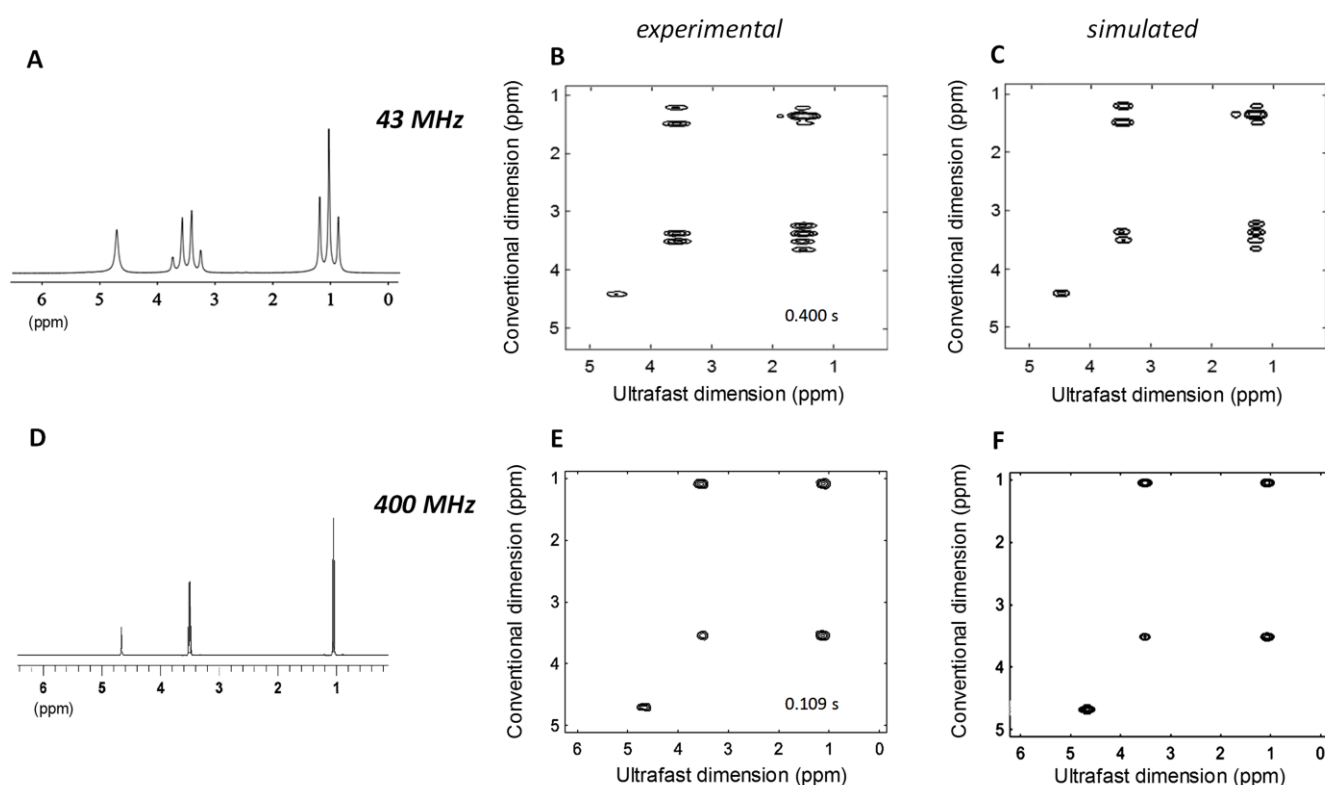 experimental
simulated
A
43 MHz
6 5 4 3 2 1 0
(ppm)
B
Conventional dimension (ppm)
1
2
3
4
5
0.400 s
5 4 3 2 1
Ultrafast dimension (ppm)
C
Conventional dimension (ppm)
1
2
3
4
5
5 4 3 2 1
Ultrafast dimension (ppm)
D
400 MHz
6 5 4 3 2 1
(ppm)
E
Conventional dimension (ppm)
1
2
3
4
5
0.109 s
6 5 4 3 2 1 0
Ultrafast dimension (ppm)
F
Conventional dimension (ppm)
1
2
3
4
5
6 5 4 3 2 1 0
Ultrafast dimension (ppm)